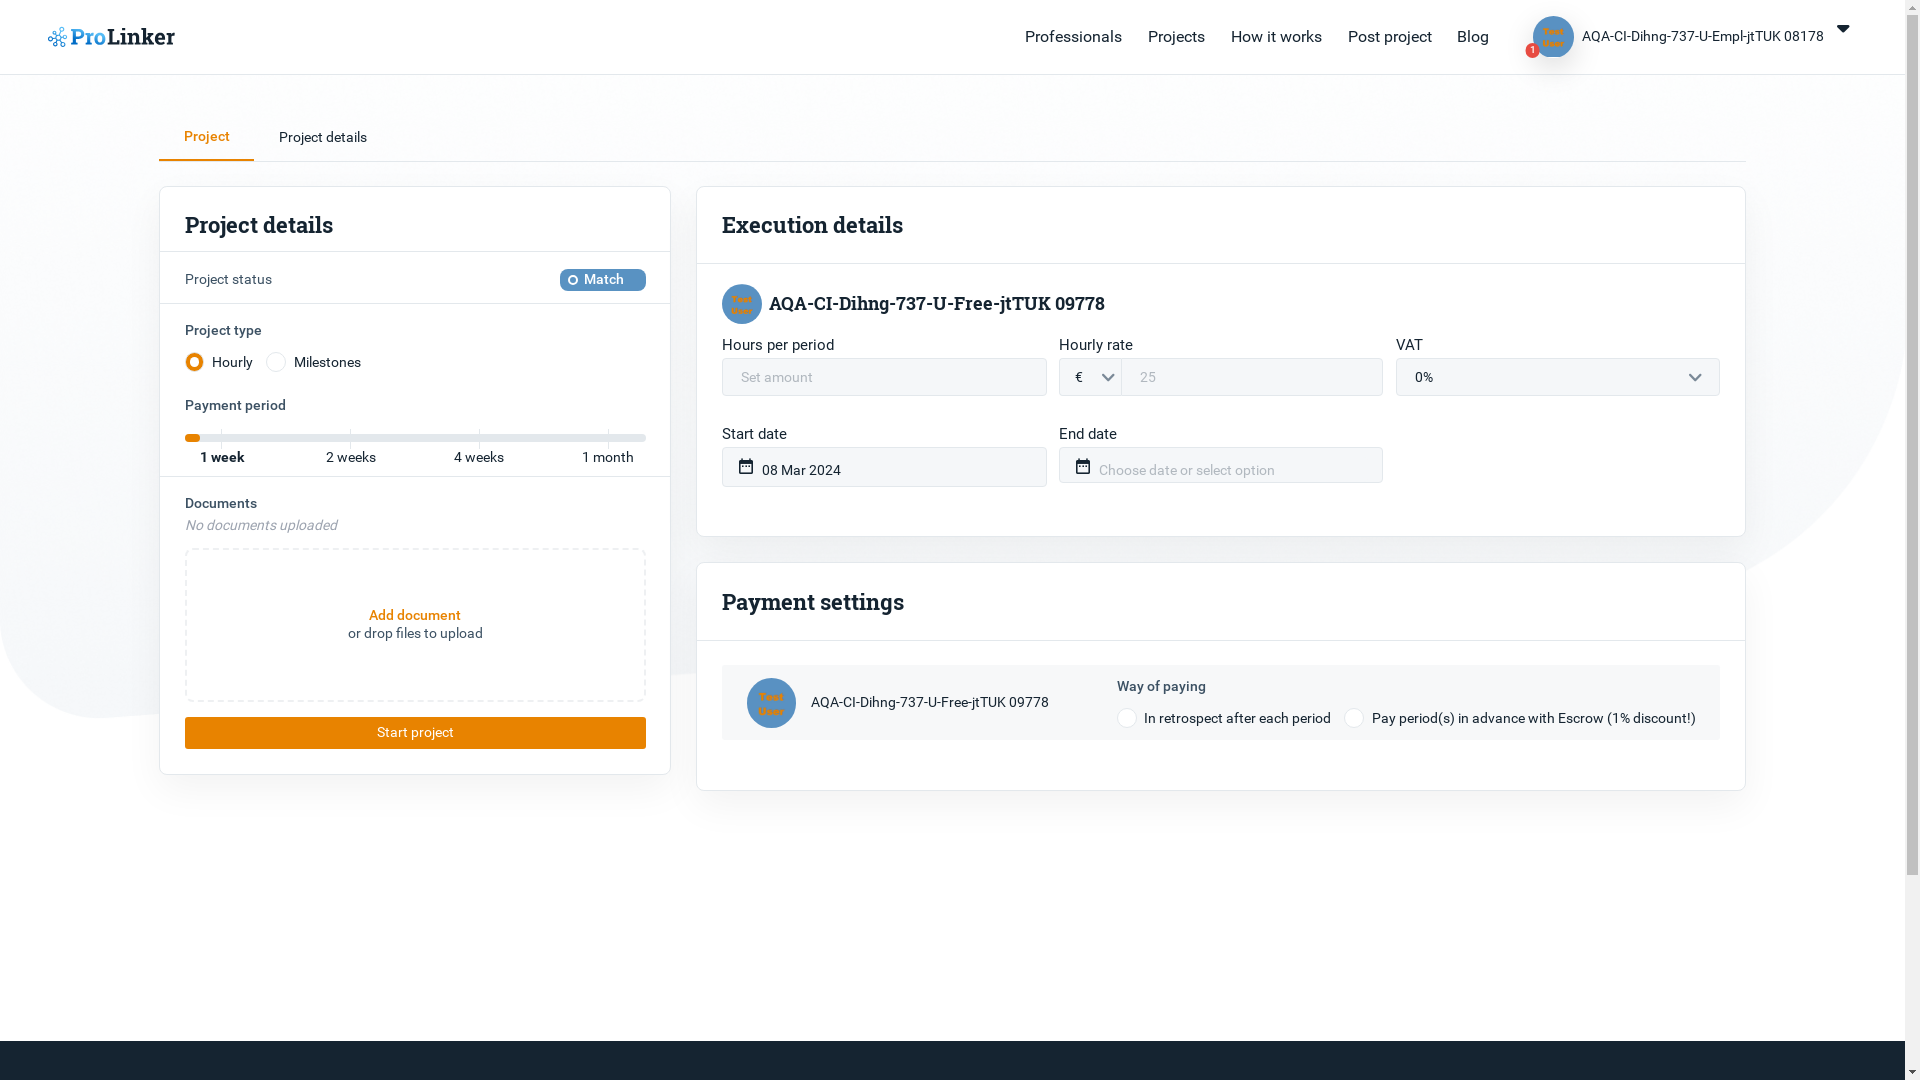 ProLinker
Professionals Projects How it works Post project Blog
Test User
1
AQA-CI-Dihng-737-U-Empl-jtTUK 08178
Project Project details
Project details
Project status Match
Project type
Hourly Milestones
Payment period
1 week 2 weeks 4 weeks 1 month
Documents
No documents uploaded
Add document
or drop files to upload
Start project
Execution details
Test User
AQA-CI-Dihng-737-U-Free-jtTUK 09778
Hours per period Hourly rate VAT
Set amount € 25 0%
Start date End date
08 Mar 2024 Choose date or select option
Payment settings
Test User
AQA-CI-Dihng-737-U-Free-jtTUK 09778
Way of paying
In retrospect after each period Pay period(s) in advance with Escrow (1% discount!)